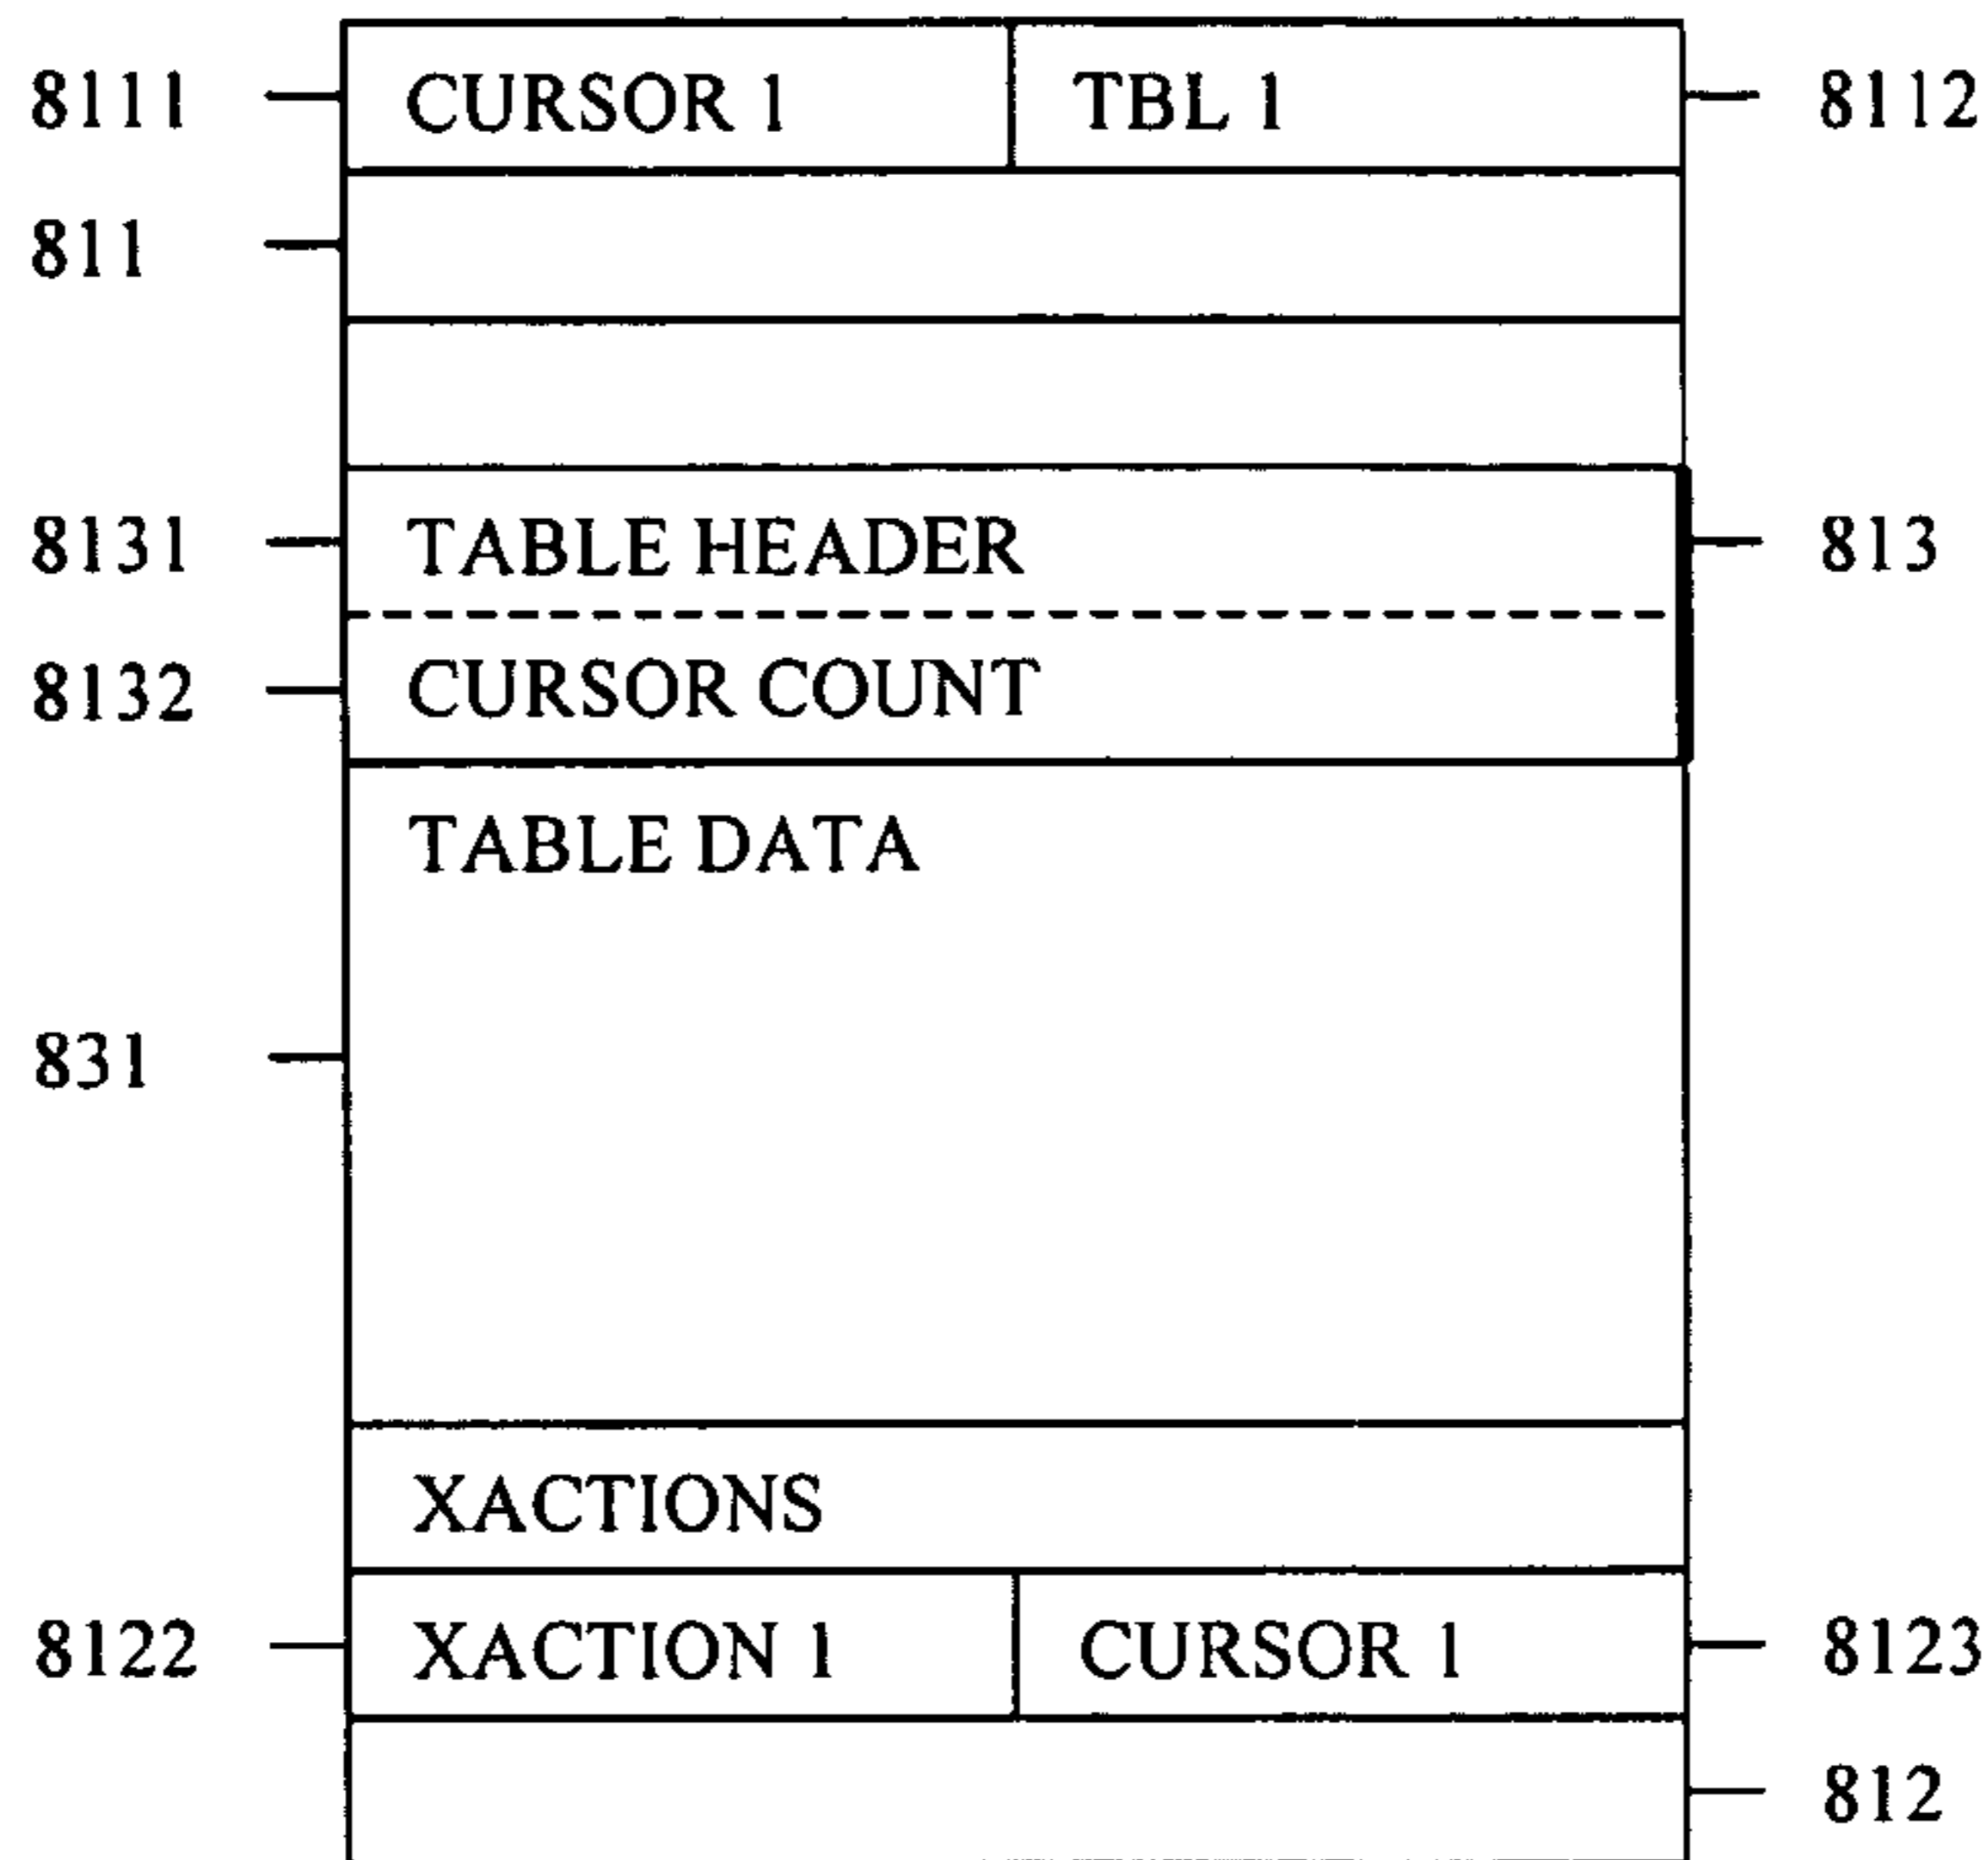 8111 CURSOR 1 TBL 1 8112
811
8131 TABLE HEADER 813
8132 CURSOR COUNT
TABLE DATA
831
XACTIONS
8122 XACTION 1 CURSOR 1 8123
812